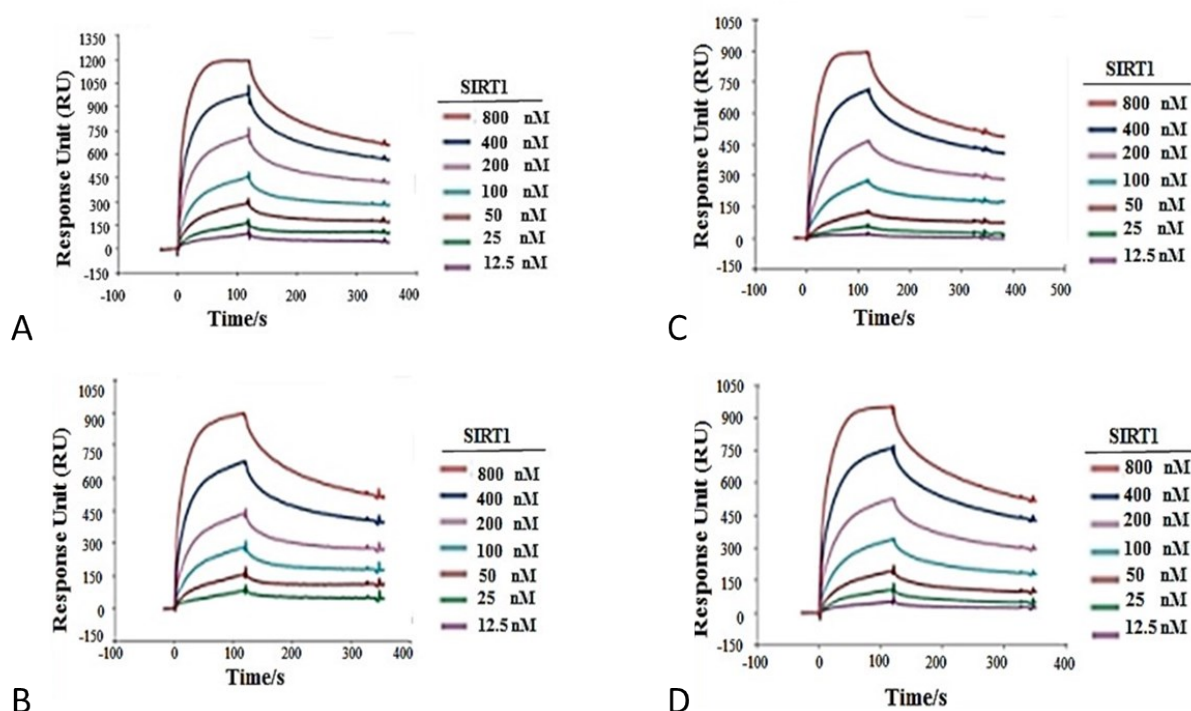 A
Response Unit (RU)
1350
1200
1050
900
750
600
450
300
150
0
-150
-100 0 100 200 300 400
Time/s
SIRT1
800 nM
400 nM
200 nM
100 nM
50 nM
25 nM
12.5 nM
C
Response Unit (RU)
1050
900
750
600
450
300
150
0
-150
-100 0 100 200 300 400 500
Time/s
SIRT1
800 nM
400 nM
200 nM
100 nM
50 nM
25 nM
12.5 nM
B
Response Unit (RU)
1050
900
750
600
450
300
150
0
-150
-100 0 100 200 300 400
Time/s
SIRT1
800 nM
400 nM
200 nM
100 nM
50 nM
25 nM
12.5 nM
D
Response Unit (RU)
1050
900
750
600
450
300
150
0
-150
-100 0 100 200 300 400
Time/s
SIRT1
800 nM
400 nM
200 nM
100 nM
50 nM
25 nM
12.5 nM